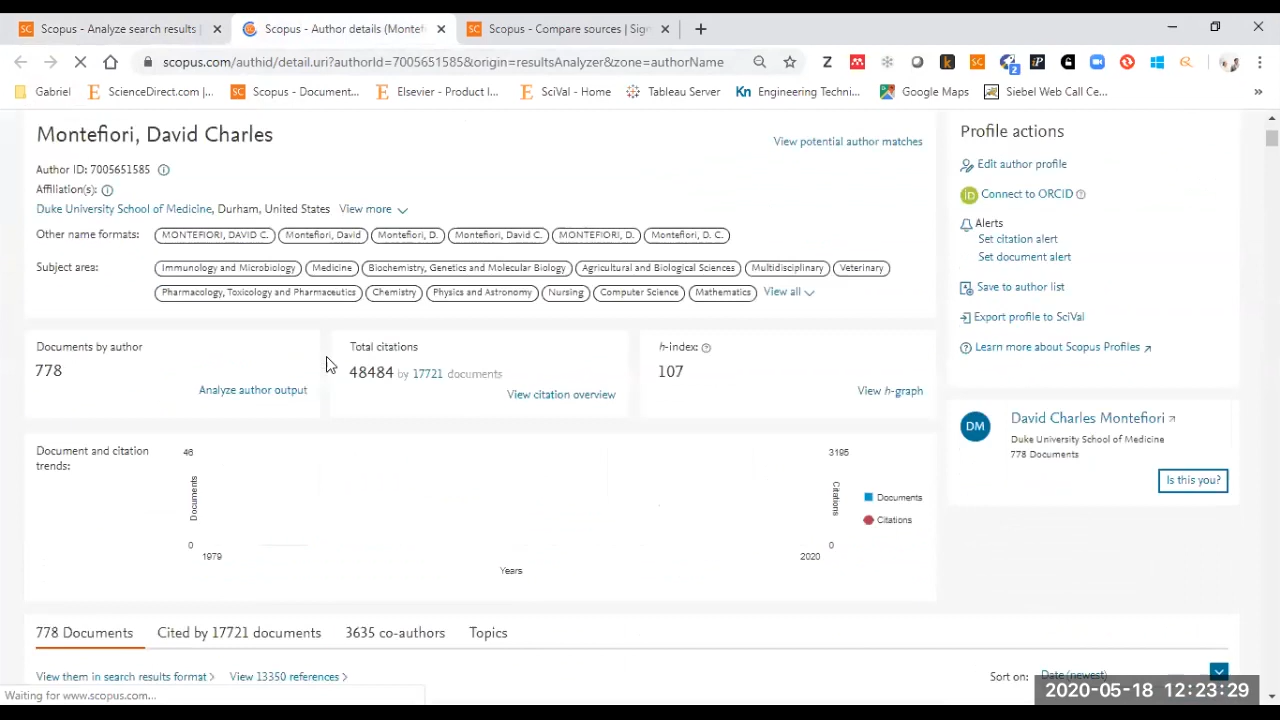 Scopus - Analyze search results
Scopus - Author details (Montef
Scopus - Compare sources | Sig
scopus.com/authid/detail.uri?authorId=7005651585&origin=resultsAnalyzer&zone=authorName
Z
SC
2
iP
Gabriel
ScienceDirect.com |...
Scopus - Document...
Elsevier - Product I...
SciVal - Home
Tableau Server
Kn Engineering Techni...
Google Maps
Siebel Web Call Ce...
»
Montefiori, David Charles
View potential author matches
Author ID: 7005651585
Affiliation(s):
Duke University School of Medicine, Durham, United States View more
Other name formats: MONTEFIORI, DAVID C. Montefiori, David Montefiori, D. Montefiori, David C. MONTEFIORI, D. Montefiori, D. C.
Subject area: Immunology and Microbiology Medicine Biochemistry, Genetics and Molecular Biology Agricultural and Biological Sciences Multidisciplinary Veterinary
Pharmacology, Toxicology and Pharmaceutics Chemistry Physics and Astronomy Nursing Computer Science Mathematics View all
Documents by author
778
Analyze author output
Total citations
48484 by 17721 documents
View citation overview
h-index:
107
View h-graph
Document and citation
trends:
46
Documents
0
1979
Years
2020
3195
Citations
0
Documents
Citations
Profile actions
Edit author profile
Connect to ORCID
Alerts
Set citation alert
Set document alert
Save to author list
Export profile to SciVal
Learn more about Scopus Profiles
DM
David Charles Montefiori
Duke University School of Medicine
778 Documents
Is this you?
778 Documents Cited by 17721 documents 3635 co-authors Topics
View them in search results format > View 13350 references >
Sort on: Date (newest)
Waiting for www.scopus.com...
2020-05-18 12:23:29